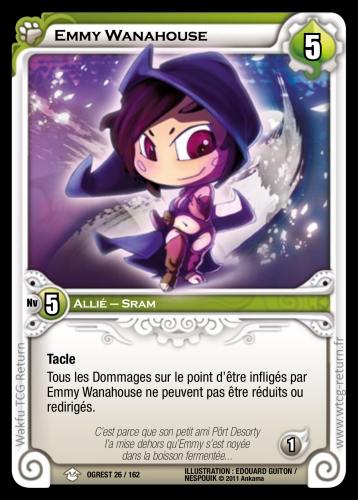 EMMY WANAHOUSE
5
Nv 5 ALLIÉ – SRAM
Tacle
Tous les Dommages sur le point d'être infligés par
Emmy Wanahouse ne peuvent pas être réduits ou
redirigés.
C'est parce que son petit ami Pört Desorty
l'a mise dehors qu'Emmy s'est noyée
dans la boisson fermentée...
1
OGREST 26 / 162
ILLUSTRATION : EDOUARD GUITON /
NESPOUIK © 2011 Ankama
Wakfu TCG Return
www.wtcg-return.fr